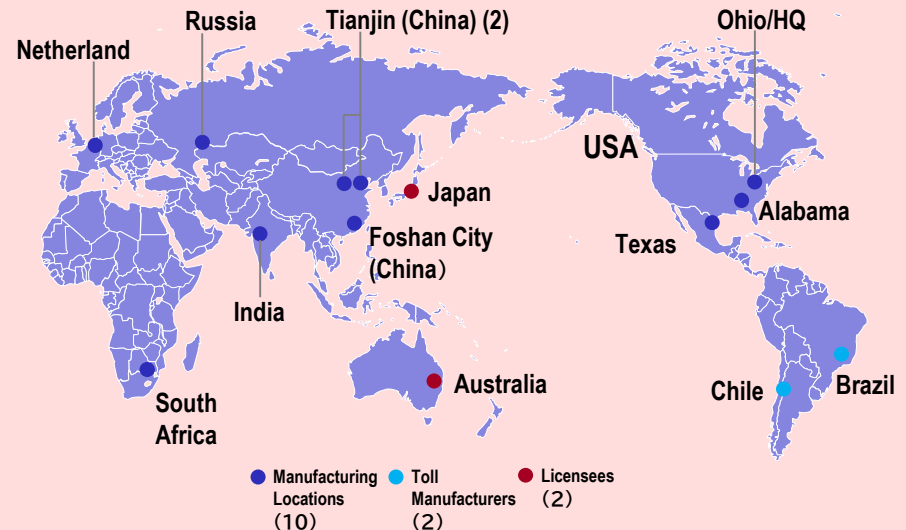 Russia
Tianjin (China) (2)
Ohio/HQ
Netherland
USA
Japan
Alabama
Foshan City
(China）
Texas
India
Australia
Chile
Brazil
South
Africa
Manufacturing
Locations
（10）
Toll
Manufacturers
（2）
Licensees
（2）